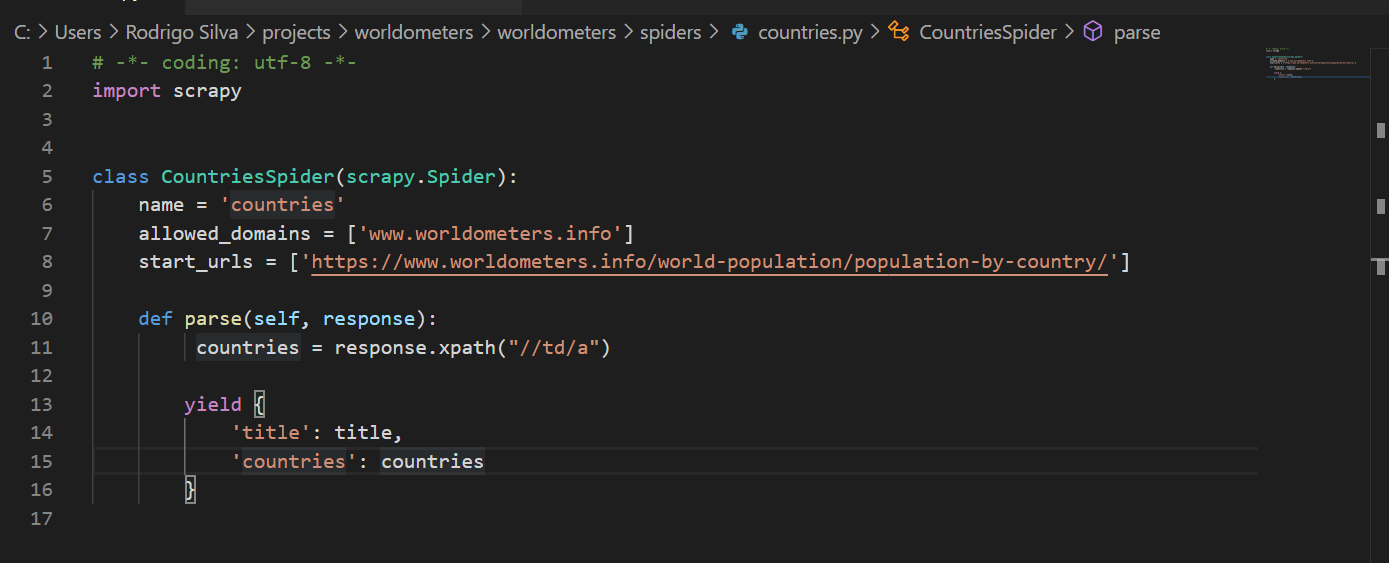 C: > Users > Rodrigo Silva > projects > worldometers > worldometers > spiders > countries.py > CountriesSpider > parse
1 # -*- coding: utf-8 -*-
2 import scrapy
3
4
5 class CountriesSpider(scrapy.Spider):
6     name = 'countries'
7     allowed_domains = ['www.worldometers.info']
8     start_urls = ['https://www.worldometers.info/world-population/population-by-country/']
9
10     def parse(self, response):
11          countries = response.xpath("//td/a")
12
13         yield {
14             'title': title,
15             'countries': countries
16         }
17